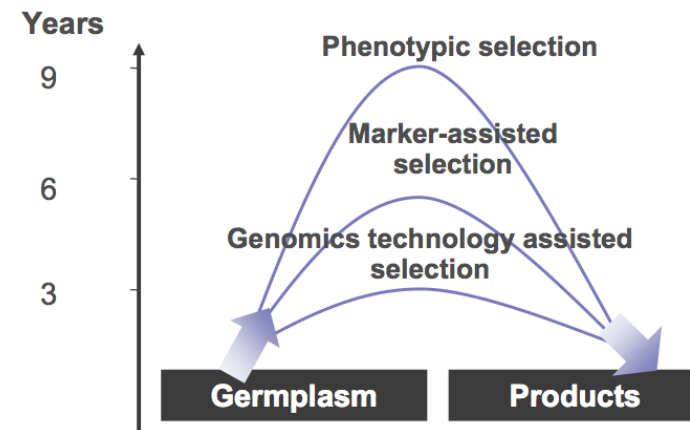 Years
Phenotypic selection
9
Marker-assisted
selection
6
Genomics technology assisted
selection
3
Germplasm
Products